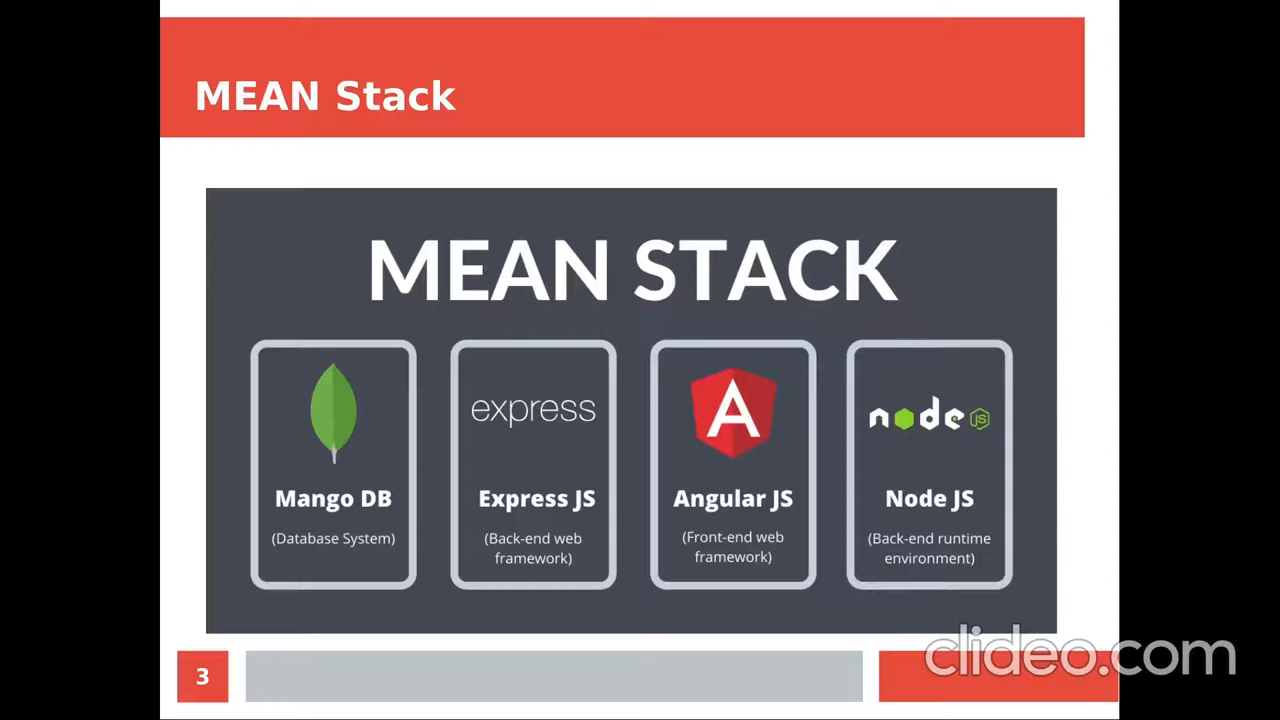 MEAN Stack
MEAN STACK
express
node JS
Mango DB
Express JS
Angular JS
Node JS
(Database System)
(Back-end web
framework)
(Front-end web
framework)
(Back-end runtime
environment)
3
clideo.com